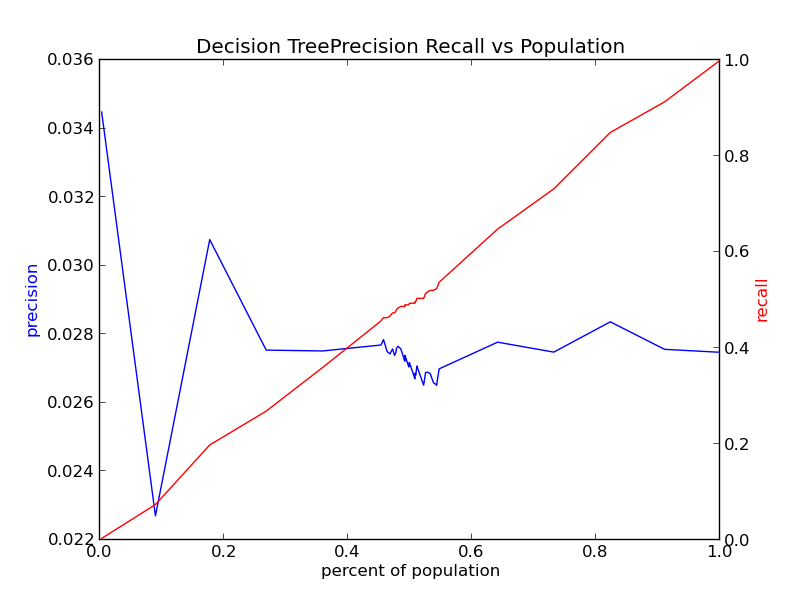 Decision TreePrecision Recall vs Population
0.036
0.034
0.032
0.030
0.028
0.026
0.024
0.022
precision
1.0
0.8
0.6
0.4
0.2
0.0
recall
0.0 0.2 0.4 0.6 0.8 1.0
percent of population